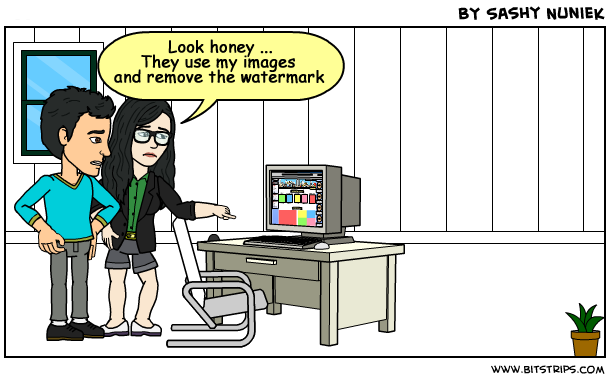 BY SASHY NUNIEK
Look honey ...
They use my images
and remove the watermark
WWW.BITSTRIPS.COM